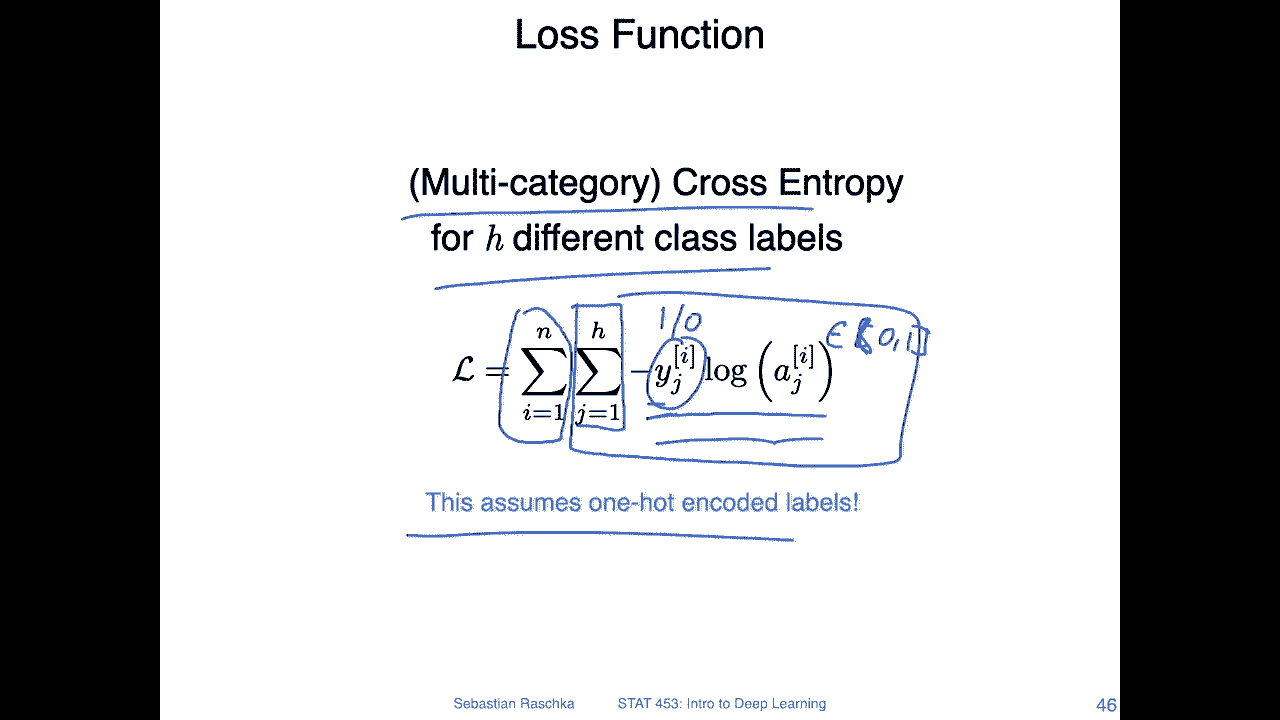 Loss Function
(Multi-category) Cross Entropy
for h different class labels
1/0
$\mathcal{L} = \sum_{i=1}^{n} \sum_{j=1}^{h} -y_j^{[i]} \log \left( a_j^{[i]} \right)$ ∈ [0,1]
This assumes one-hot encoded labels!
Sebastian Raschka STAT 453: Intro to Deep Learning 46